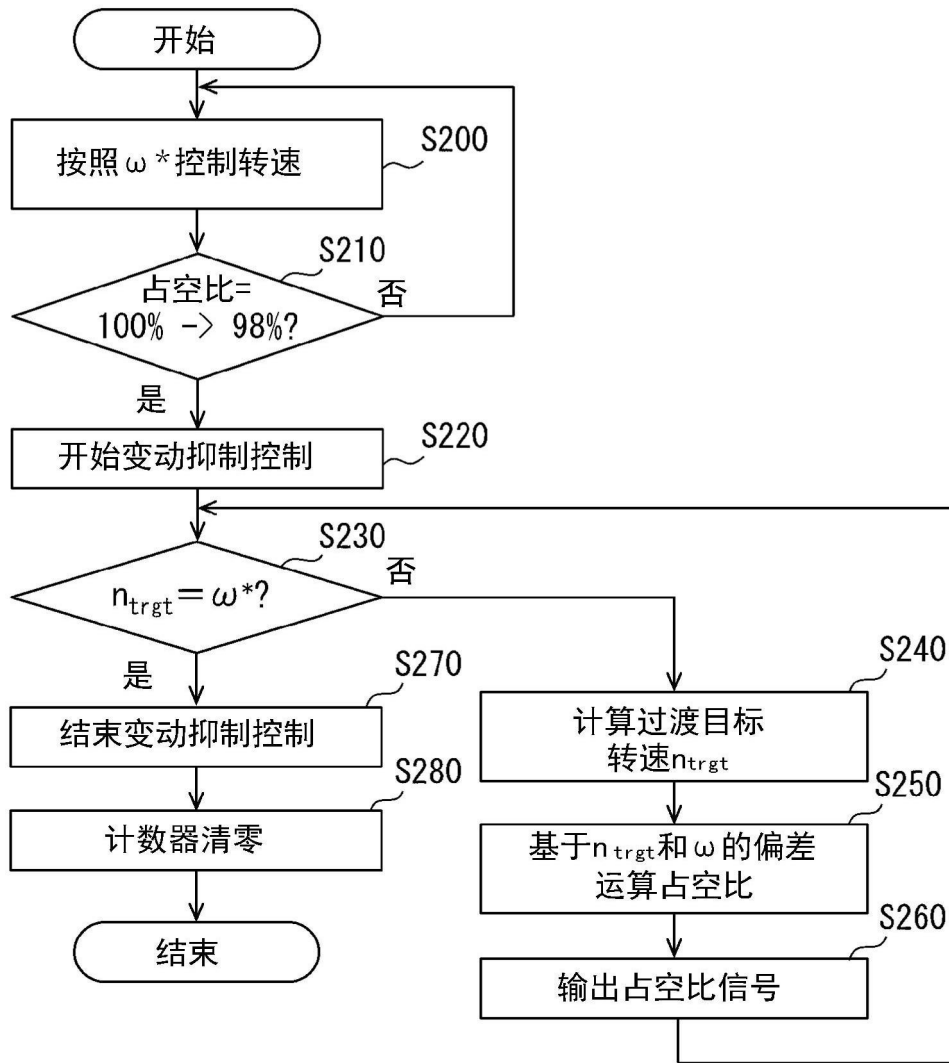 开始
按照ω*控制转速
S200
占空比=
100% -> 98%?
S210
否
是
开始变动抑制控制
S220
n_trgt=ω*?
S230
否
是
结束变动抑制控制
S270
计数器清零
S280
结束
计算过渡目标
转速n_trgt
S240
基于n_trgt和ω的偏差
运算占空比
S250
输出占空比信号
S260